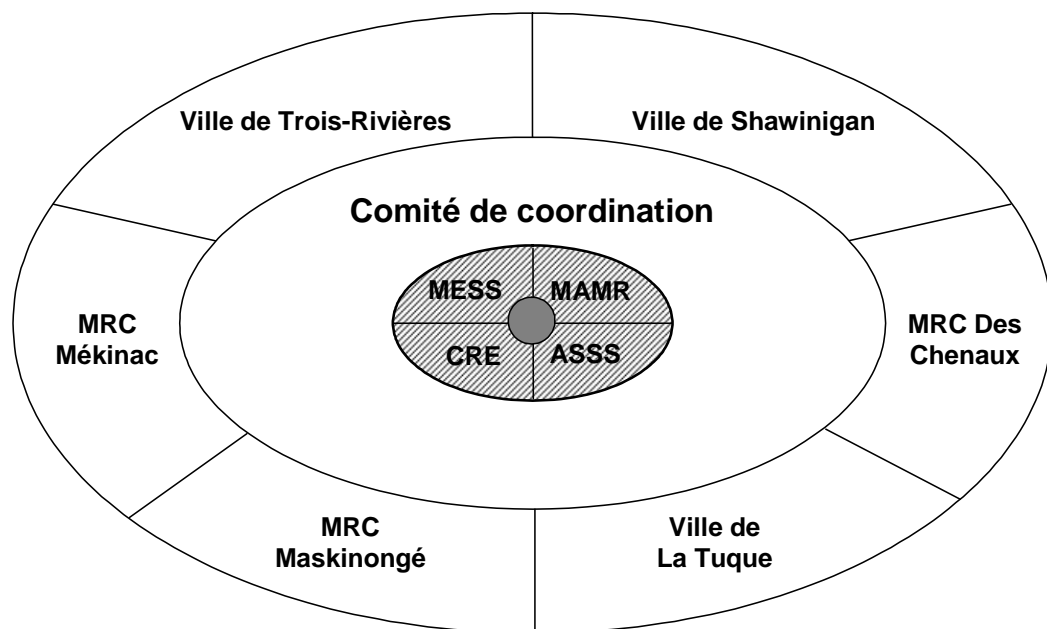 Ville de Trois-Rivières
Ville de Shawinigan
Comité de coordination
MESS
MAMR
CRE
ASSS
MRC
Mékinac
MRC Des
Chenaux
MRC
Maskinongé
Ville de
La Tuque